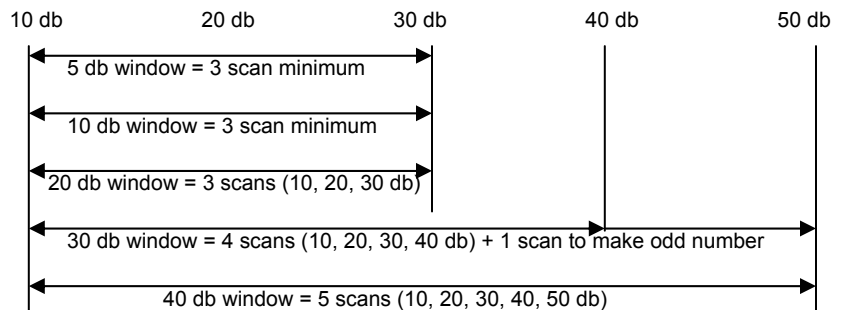 10 db 20 db 30 db 40 db 50 db
5 db window = 3 scan minimum
10 db window = 3 scan minimum
20 db window = 3 scans (10, 20, 30 db)
30 db window = 4 scans (10, 20, 30, 40 db) + 1 scan to make odd number
40 db window = 5 scans (10, 20, 30, 40, 50 db)